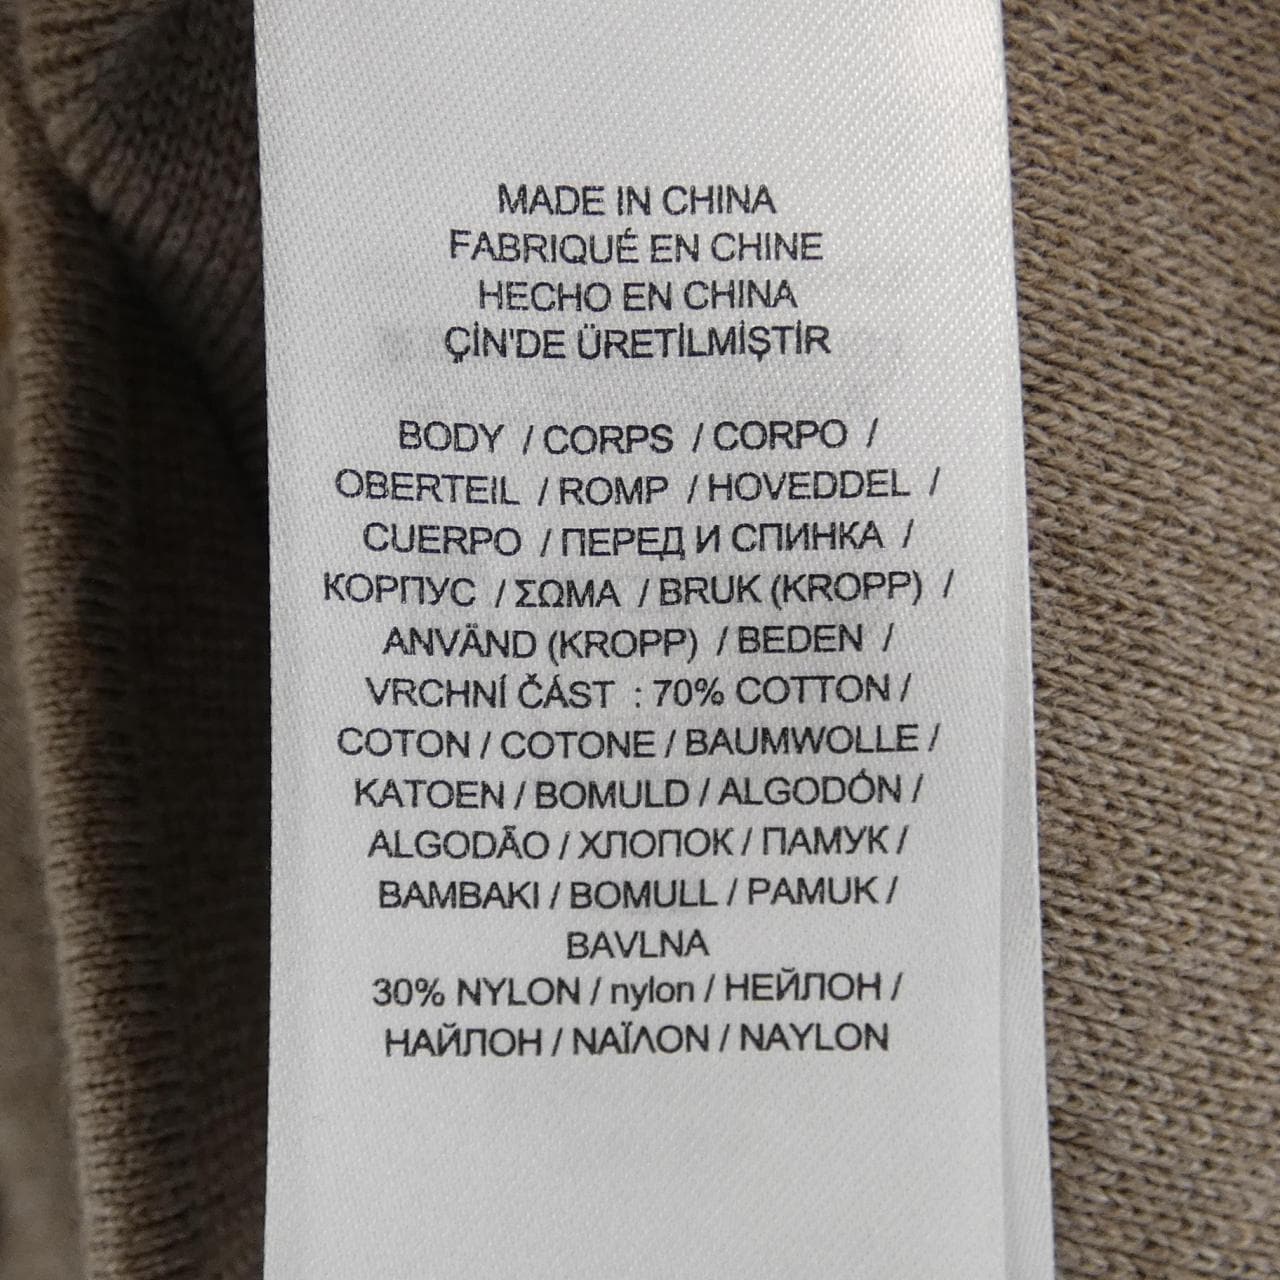 MADE IN CHINA
FABRIQUÉ EN CHINE
HECHO EN CHINA
ÇİN'DE ÜRETİLMİŞTİR
BODY / CORPS / CORPO /
OBERTEIL / ROMP / HOVEDDEL /
CUERPO / ПЕРЕД И СПИНКА /
КОРПУС / ΣΩΜΑ / BRUK (KROPP) /
ANVÄND (KROPP) / BEDEN /
VRCHNÍ ČÁST : 70% COTTON /
COTON / COTONE / BAUMWOLLE /
KATOEN / BOMULD / ALGODÓN /
ALGODÃO / ХЛОПОК / ПАМУК /
ΒΑΜΒΑΚΙ / BOMULL / PAMUK /
BAVLNA
30% NYLON / nylon / НЕЙЛОН /
НАЙЛОН / ΝΑΪΛΟΝ / NAYLON